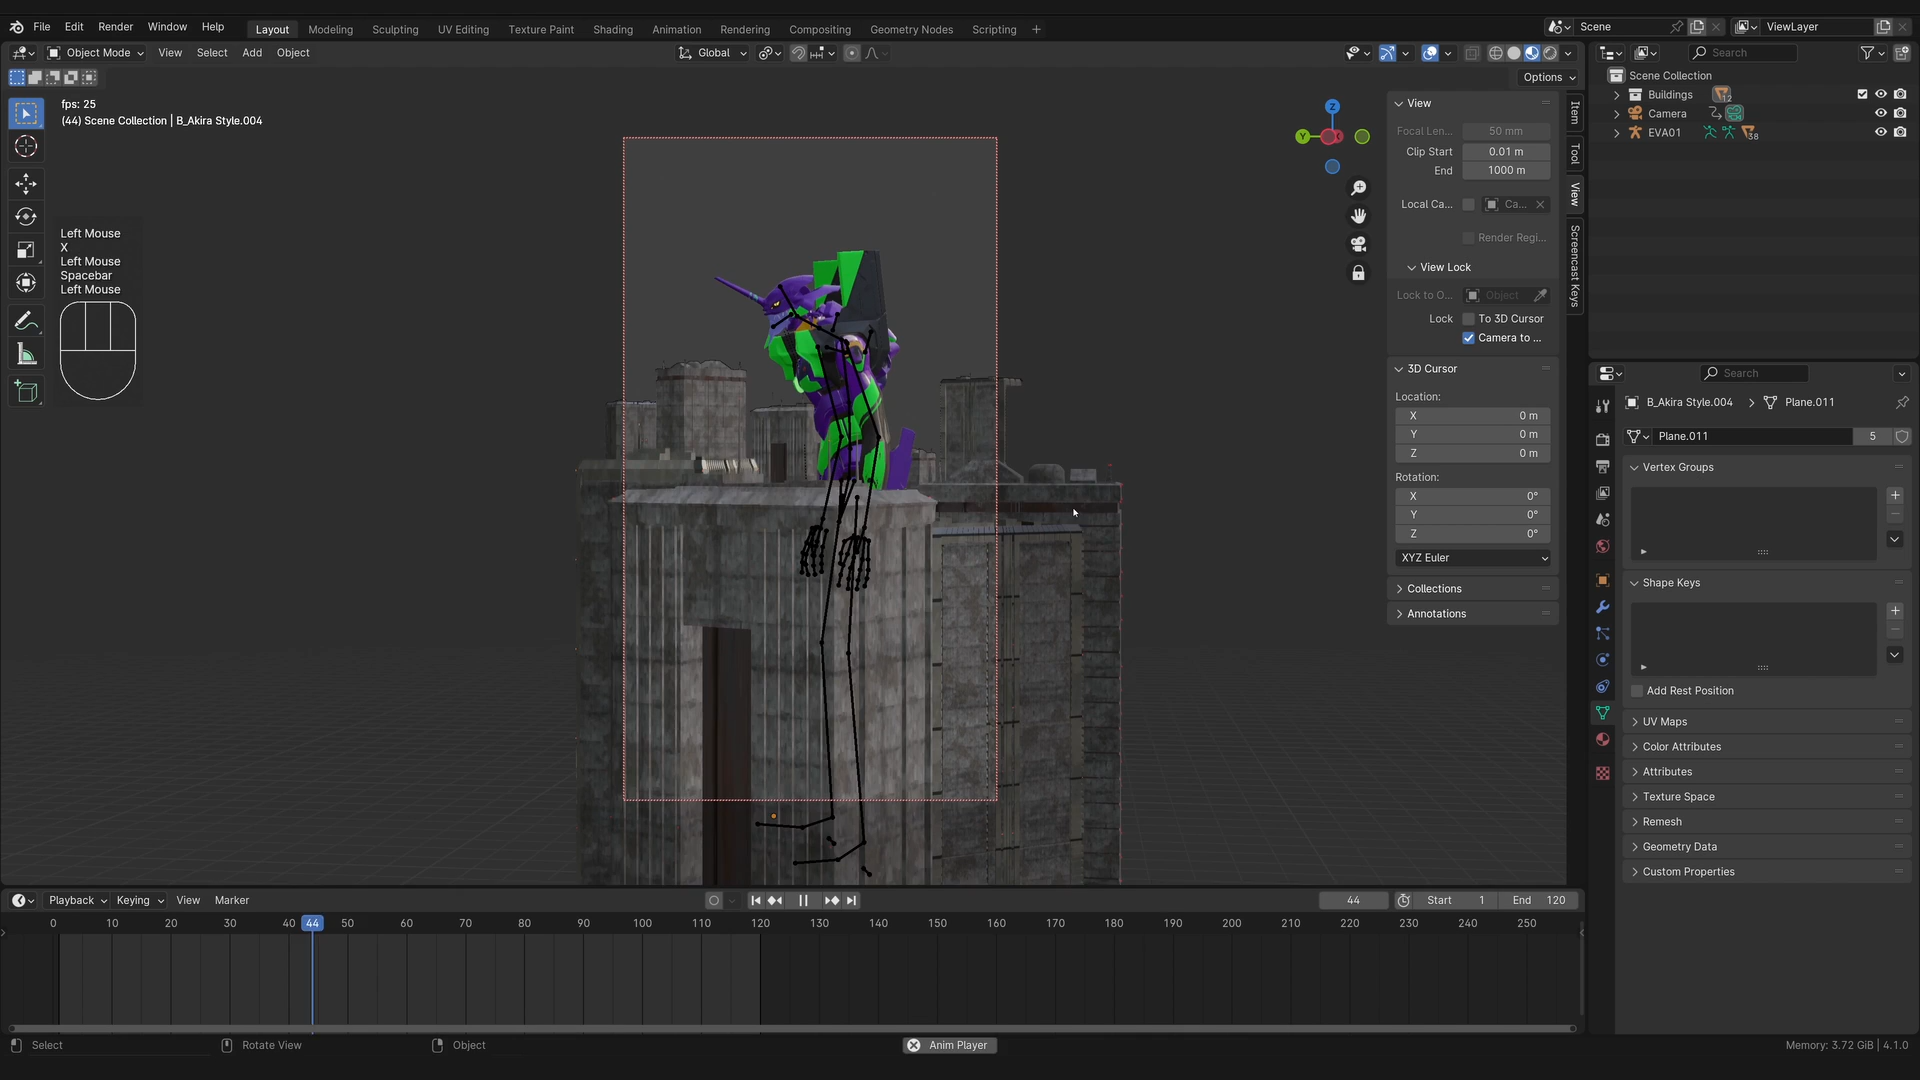 File Edit Render Window Help Layout Modeling Sculpting UV Editing Texture Paint Shading Animation Rendering Compositing Geometry Nodes Scripting + Scene ViewLayer
Object Mode View Select Add Object Global Search
Options
fps: 25
(44) Scene Collection | B_Akira Style.004
Left Mouse
X
Left Mouse
Spacebar
Left Mouse
Z
Y
View
Focal Len... 50 mm
Clip Start 0.01 m
End 1000 m
Local Ca... Ca...
Render Regi...
View Lock
Lock to O... Object
Lock To 3D Cursor
Camera to ...
3D Cursor
Location:
X 0 m
Y 0 m
Z 0 m
Rotation:
X 0°
Y 0°
Z 0°
XYZ Euler
Collections
Annotations
Item
Tool
View
Screencast Keys
Scene Collection
Buildings 12
Camera
EVA01 38
Search
B_Akira Style.004 > Plane.011
Plane.011 5
Vertex Groups
Shape Keys
Add Rest Position
UV Maps
Color Attributes
Attributes
Texture Space
Remesh
Geometry Data
Custom Properties
Playback Keying View Marker 44 Start 1 End 120
0 10 20 30 40 44 50 60 70 80 90 100 110 120 130 140 150 160 170 180 190 200 210 220 230 240 250
Select Rotate View Object Anim Player Memory: 3.72 GiB | 4.1.0